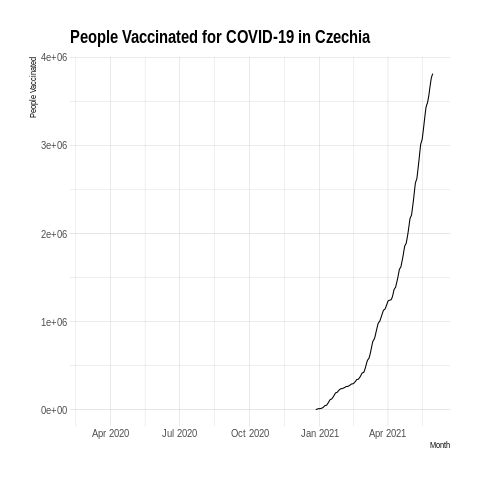 People Vaccinated for COVID-19 in Czechia
People Vaccinated
4e+06
3e+06
2e+06
1e+06
0e+00
Apr 2020
Jul 2020
Oct 2020
Jan 2021
Apr 2021
Month